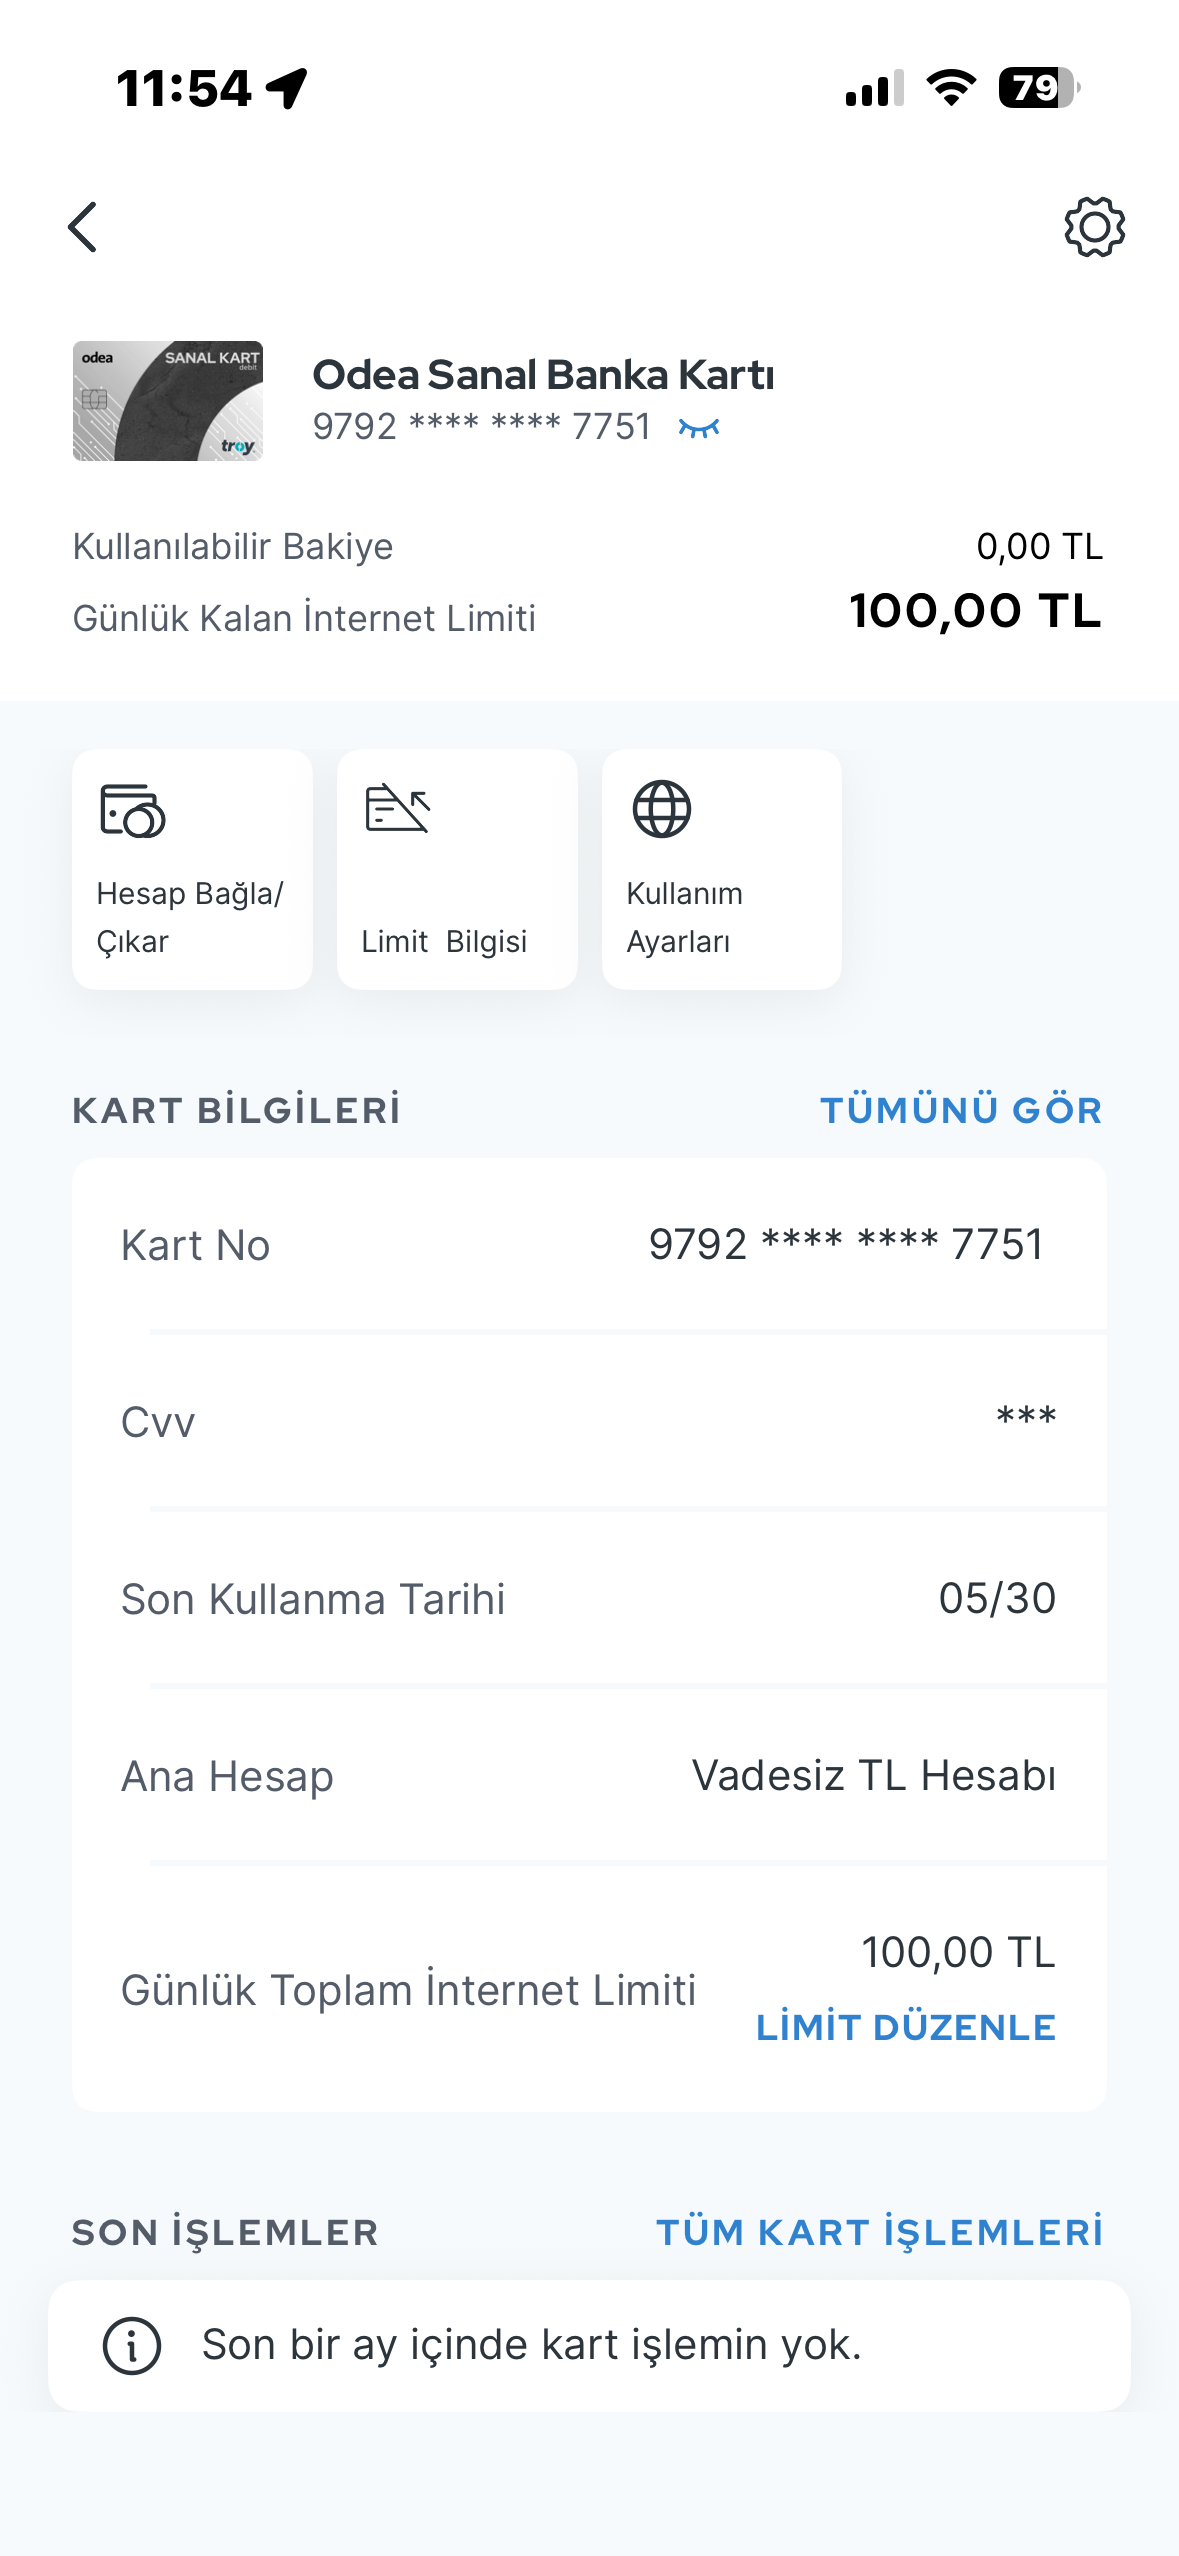 11:54
79
odea
SANAL KART
debit
troy
Odea Sanal Banka Kartı
9792 **** **** 7751
Kullanılabilir Bakiye
0,00 TL
Günlük Kalan İnternet Limiti
100,00 TL
Hesap Bağla/
Çıkar
Limit Bilgisi
Kullanım
Ayarları
KART BİLGİLERİ
TÜMÜNÜ GÖR
Kart No
9792 **** **** 7751
Cvv
***
Son Kullanma Tarihi
05/30
Ana Hesap
Vadesiz TL Hesabı
Günlük Toplam İnternet Limiti
100,00 TL
LİMİT DÜZENLE
SON İŞLEMLER
TÜM KART İŞLEMLERİ
Son bir ay içinde kart işlemin yok.